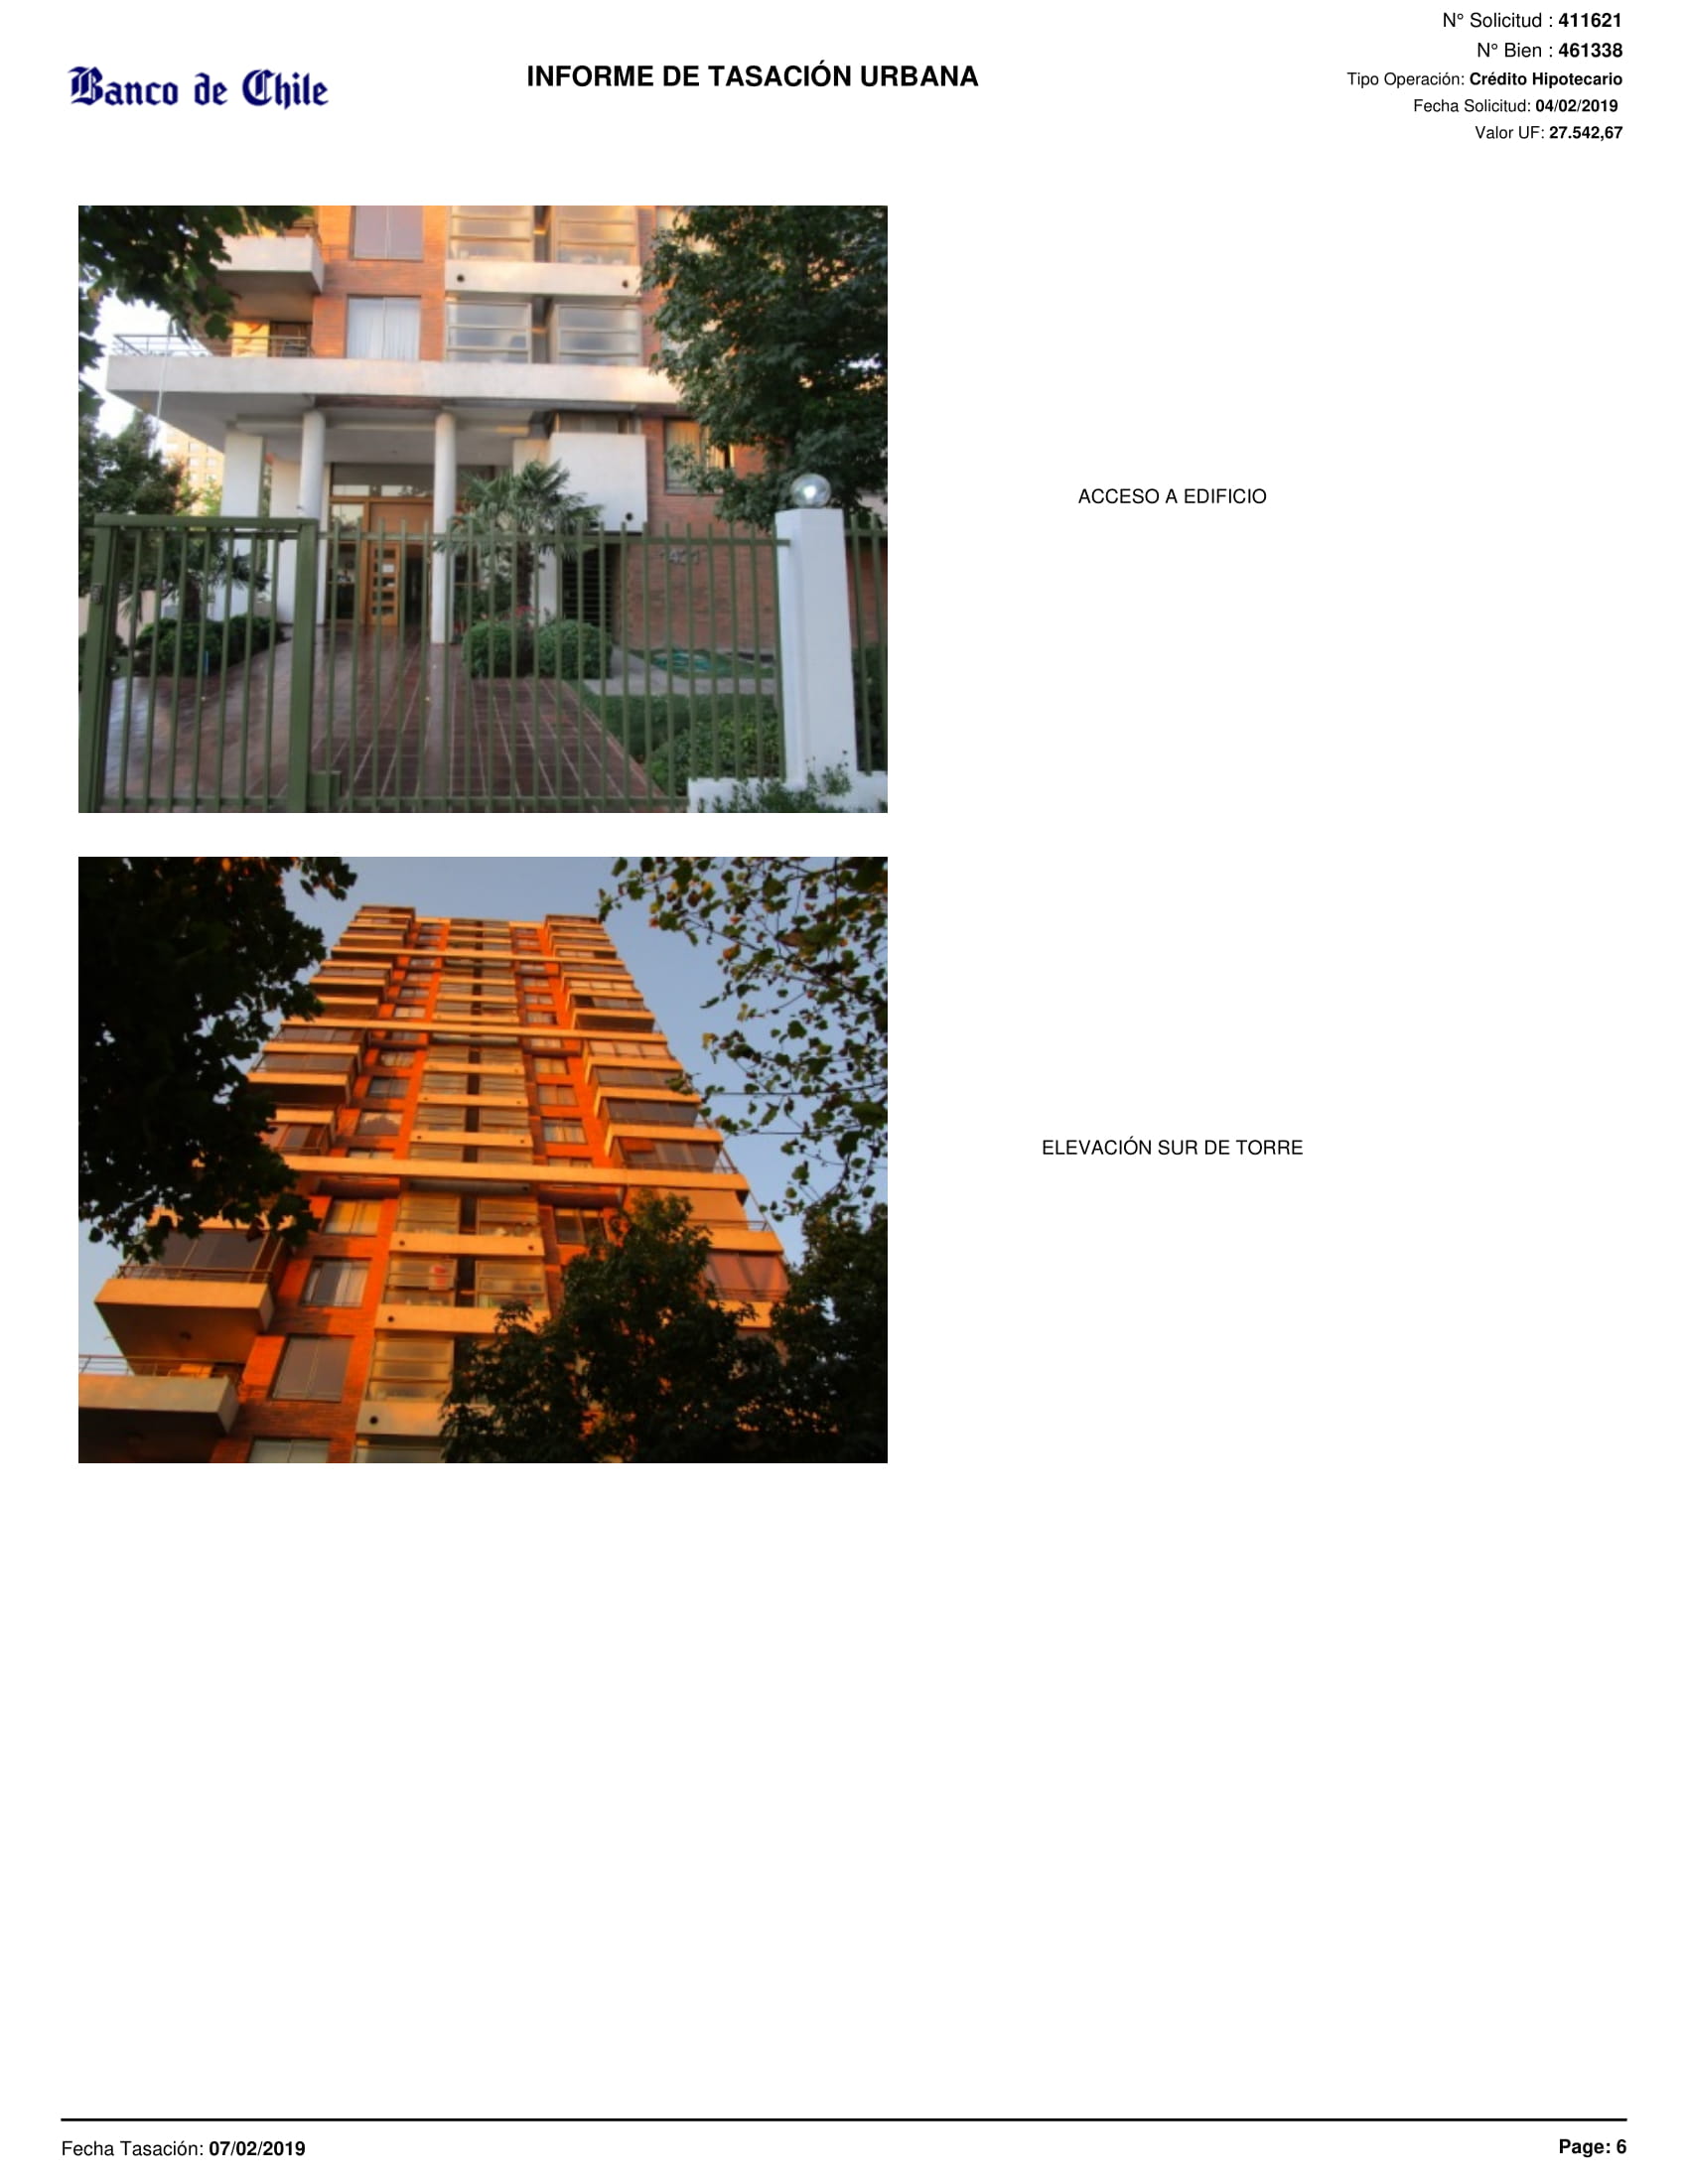 N° Solicitud : 411621
N° Bien : 461338
Banco de Chile
INFORME DE TASACIÓN URBANA
Tipo Operación: Crédito Hipotecario
Fecha Solicitud: 04/02/2019
Valor UF: 27.542,67
ACCESO A EDIFICIO
ELEVACIÓN SUR DE TORRE
Fecha Tasación: 07/02/2019
Page: 6